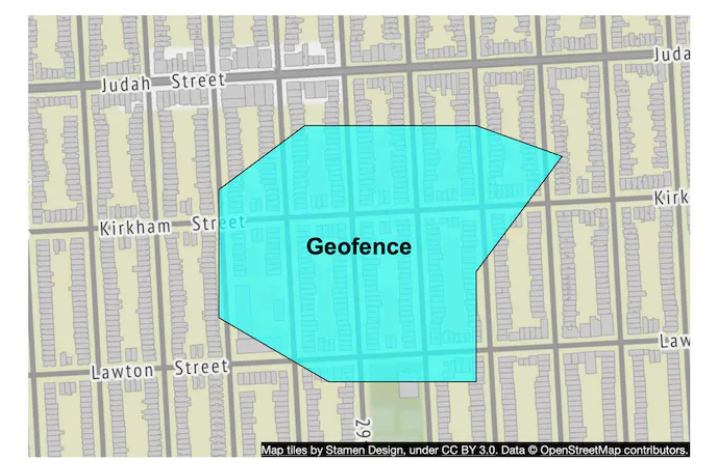 Judah Street
Juda
Kirkham Street
Kirk
Geofence
Lawton Street
Law
29
Map tiles by Stamen Design, under CC BY 3.0. Data © OpenStreetMap contributors.